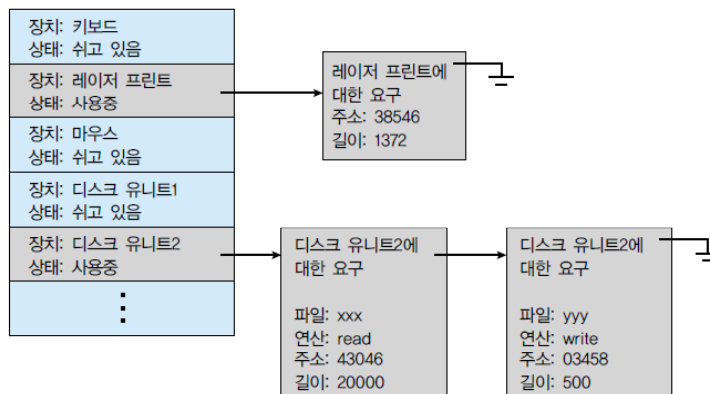 장치: 키보드
상태: 쉬고 있음
장치: 레이저 프린트
상태: 사용중
장치: 마우스
상태: 쉬고 있음
장치: 디스크 유니트1
상태: 쉬고 있음
장치: 디스크 유니트2
상태: 사용중
레이저 프린트에
대한 요구
주소: 38546
길이: 1372
디스크 유니트2에
대한 요구
파일: xxx
연산: read
주소: 43046
길이: 20000
디스크 유니트2에
대한 요구
파일: yyy
연산: write
주소: 03458
길이: 500